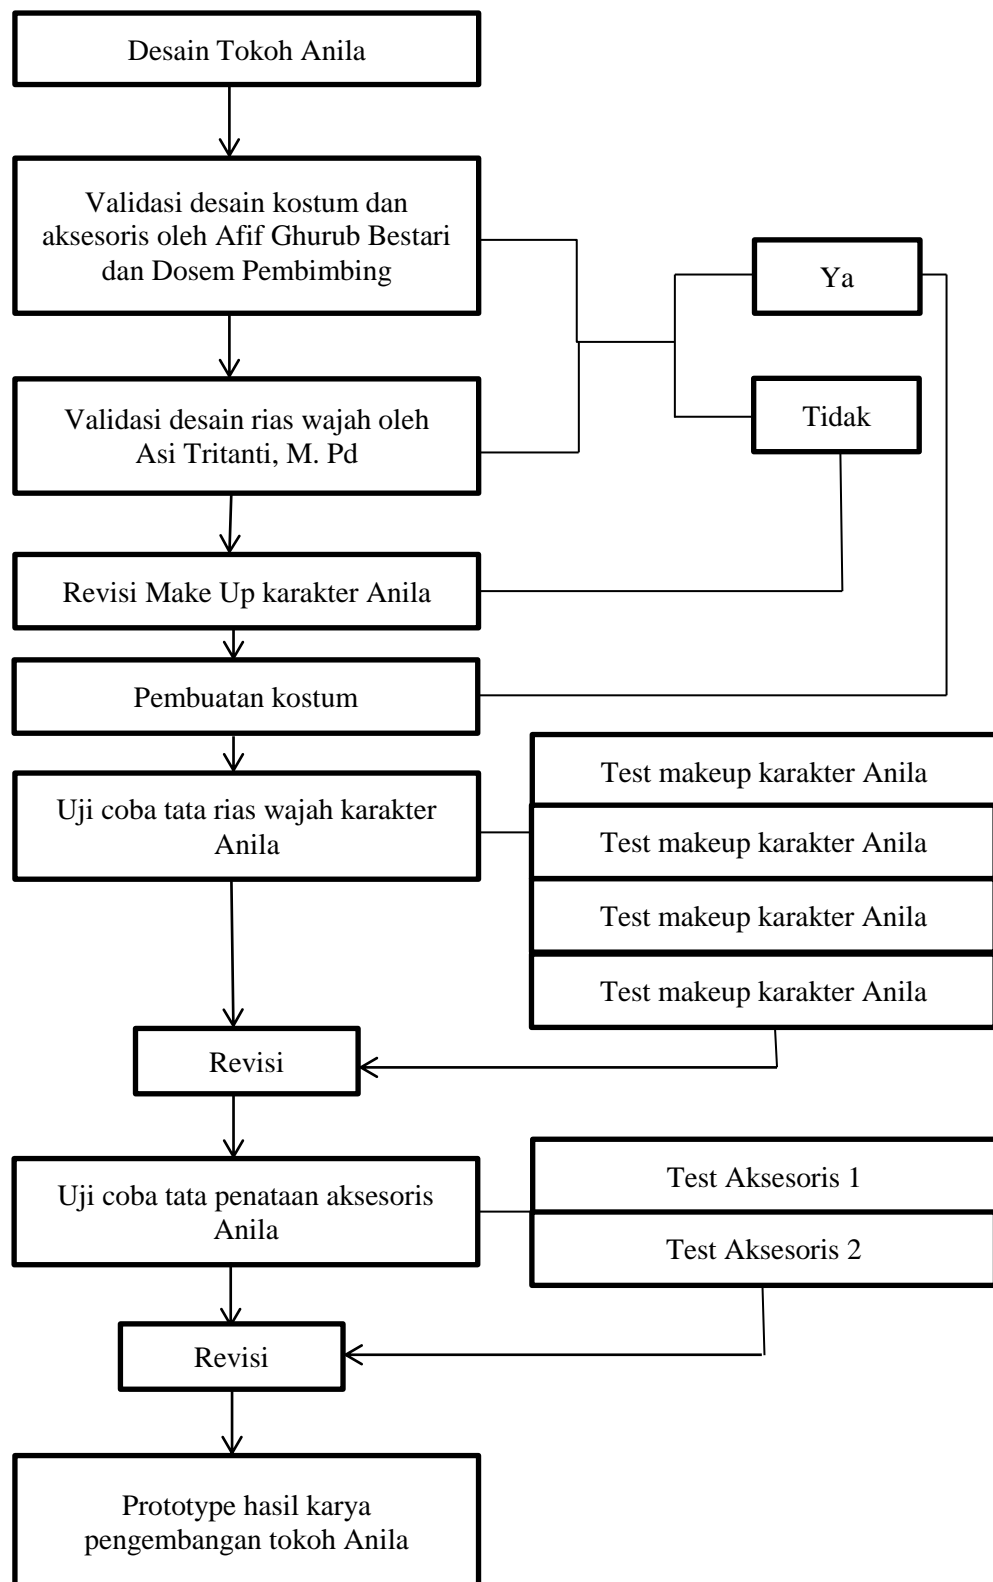 Desain Tokoh Anila
Validasi desain kostum dan
aksesoris oleh Afif Ghurub Bestari
dan Dosem Pembimbing
Ya
Validasi desain rias wajah oleh
Asi Tritanti, M. Pd
Tidak
Revisi Make Up karakter Anila
Pembuatan kostum
Uji coba tata rias wajah karakter
Anila
Test makeup karakter Anila
Test makeup karakter Anila
Test makeup karakter Anila
Test makeup karakter Anila
Revisi
Uji coba tata penataan aksesoris
Anila
Test Aksesoris 1
Test Aksesoris 2
Revisi
Prototype hasil karya
pengembangan tokoh Anila